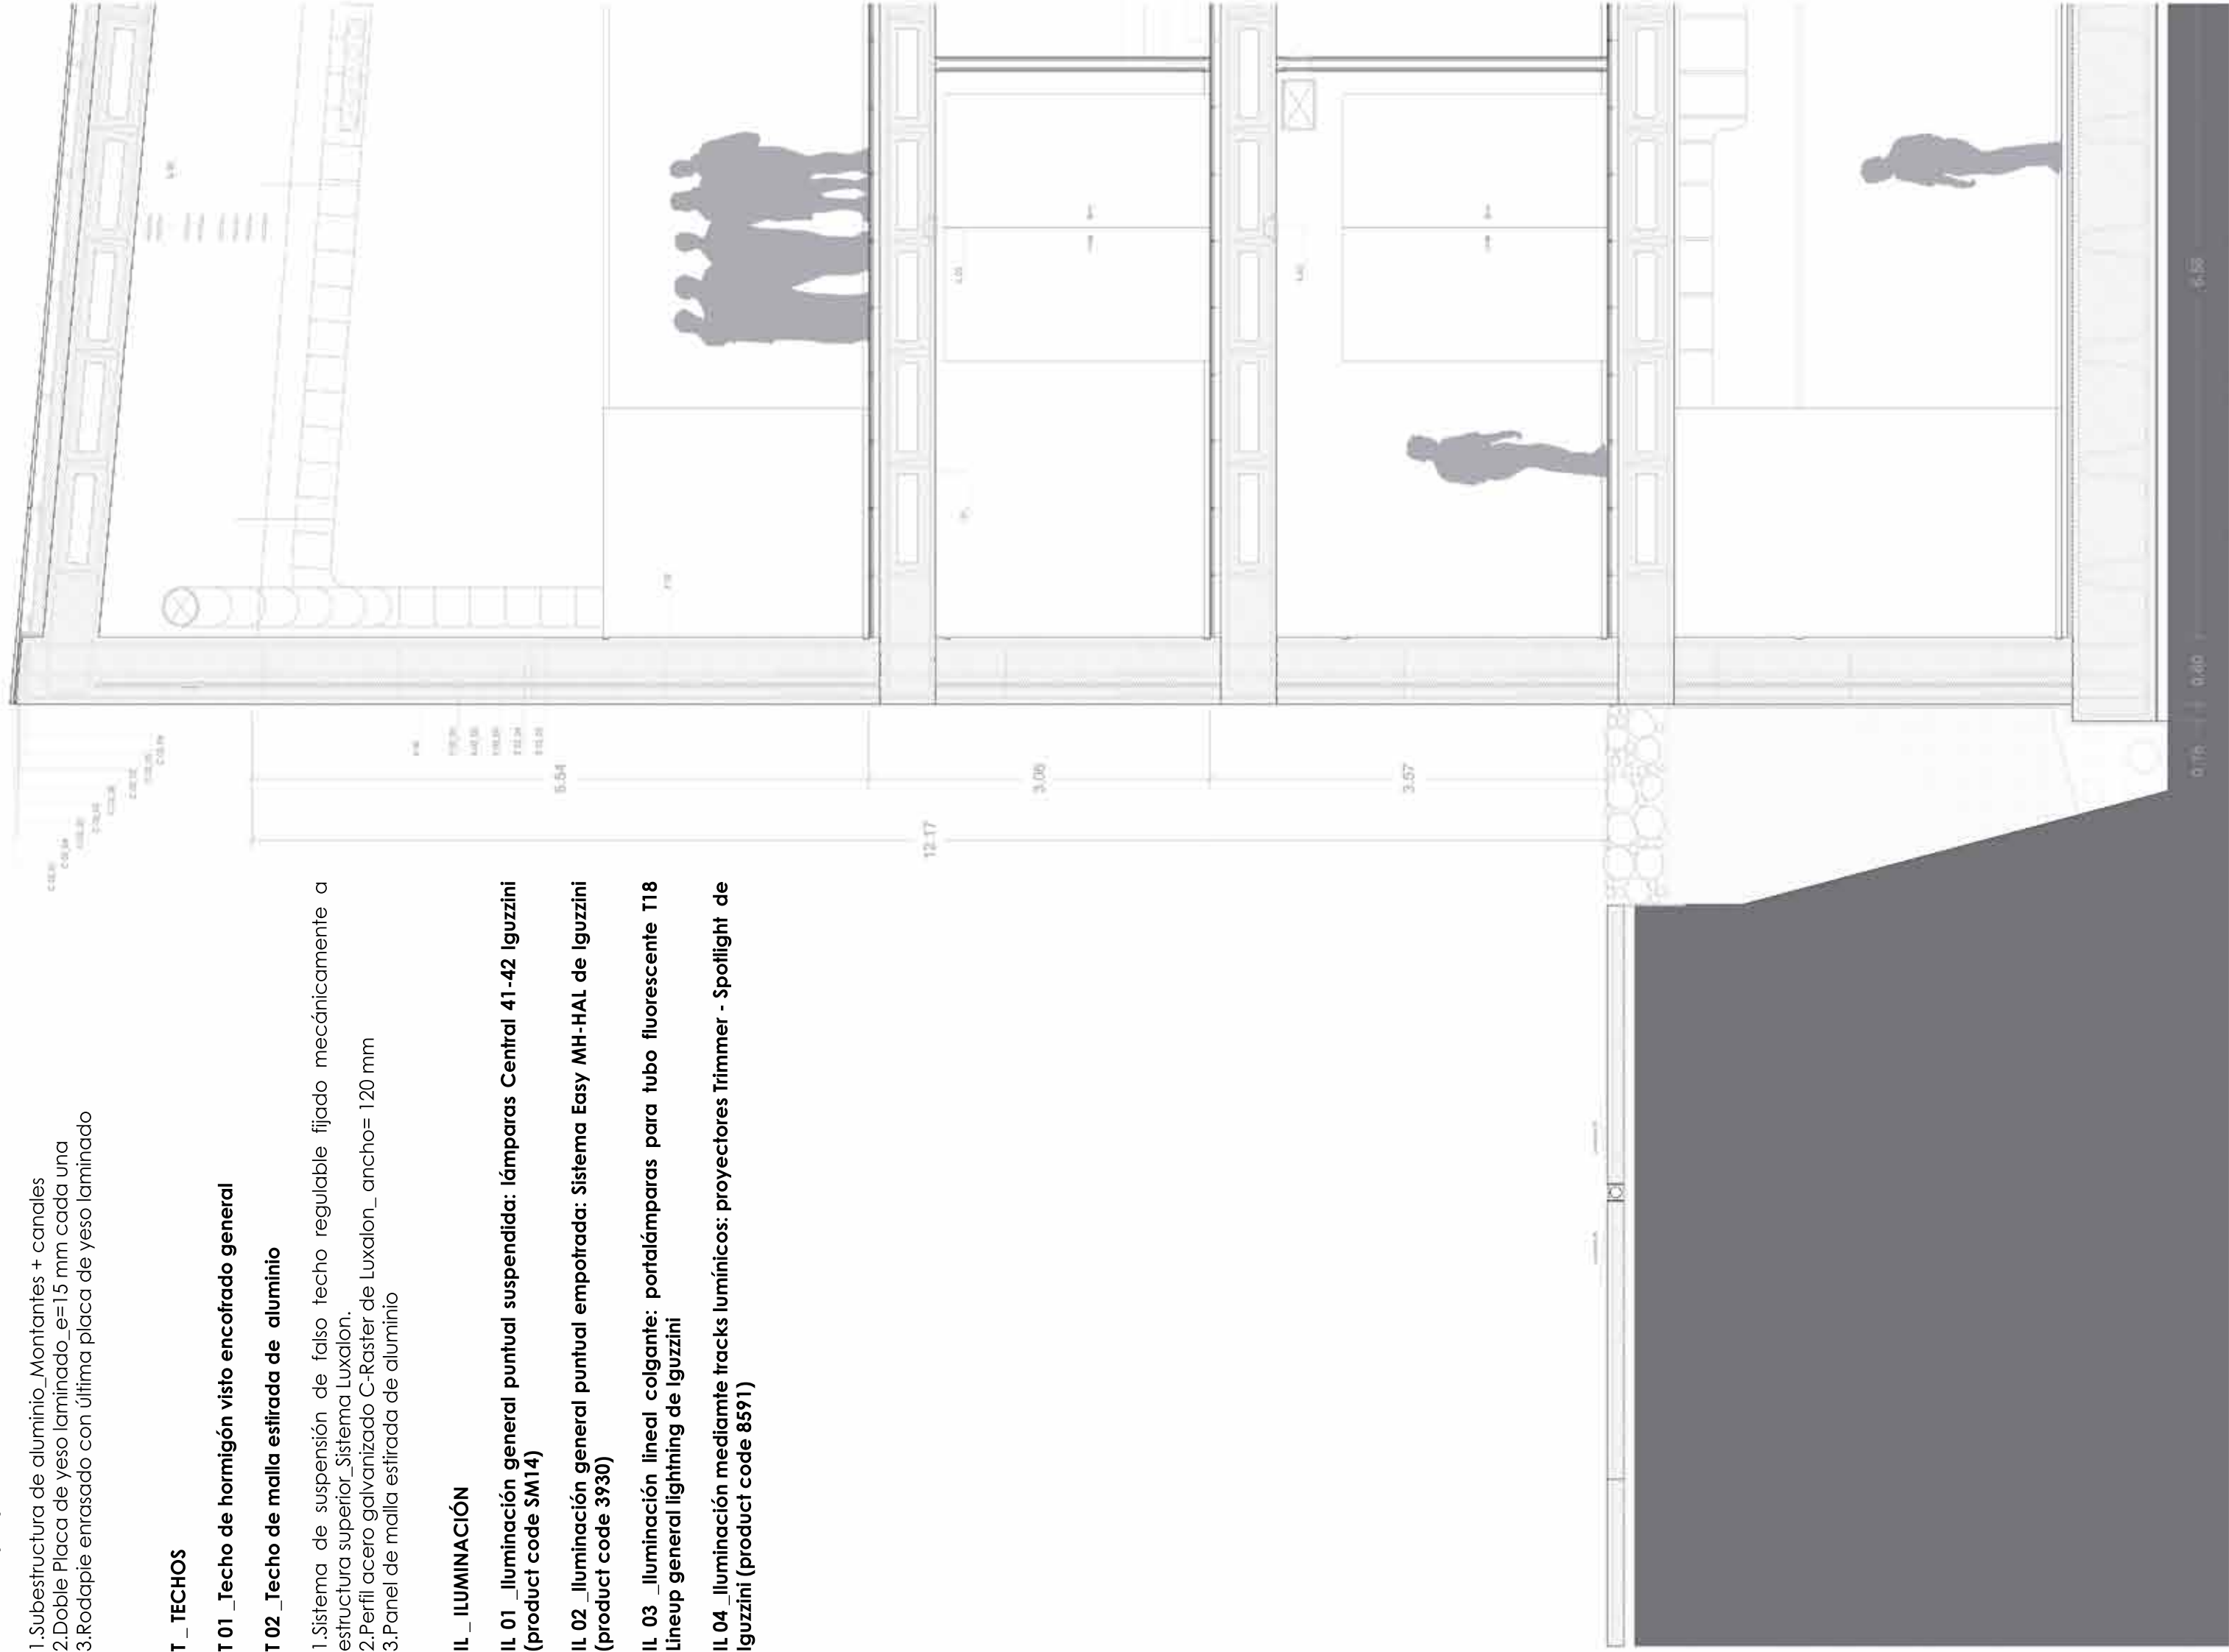 1.Subestructura de aluminio_Montantes + canales
2.Doble Placa de yeso laminado_e=15 mm cada una
3.Rodapie enrasado con última placa de yeso laminado
T_ TECHOS
T 01 _Techo de hormigón visto encofrado general
T 02 _Techo de malla estirada de aluminio
1.Sistema de suspensión de falso techo regulable fijado mecánicamente a
estructura superior_Sistema Luxalon.
2.Perfil acero galvanizado C-Raster de Luxalon_ ancho= 120 mm
3.Panel de malla estirada de aluminio
IL _ ILUMINACIÓN
IL 01 _Iluminación general puntual suspendida: lámparas Central 41-42 Iguzzini
(product code SM14)
IL 02 _Iluminación general puntual empotrada: Sistema Easy MH-HAL de Iguzzini
(product code 3930)
IL 03 _Iluminación lineal colgante: portalámparas para tubo fluorescente T18
Lineup general lightning de Iguzzini
IL 04 _Iluminación mediante tracks lumínicos: proyectores Trimmer - Spotlight de
Iguzzini (product code 8591)
5.54
3.06
3.57
12.17
0.60